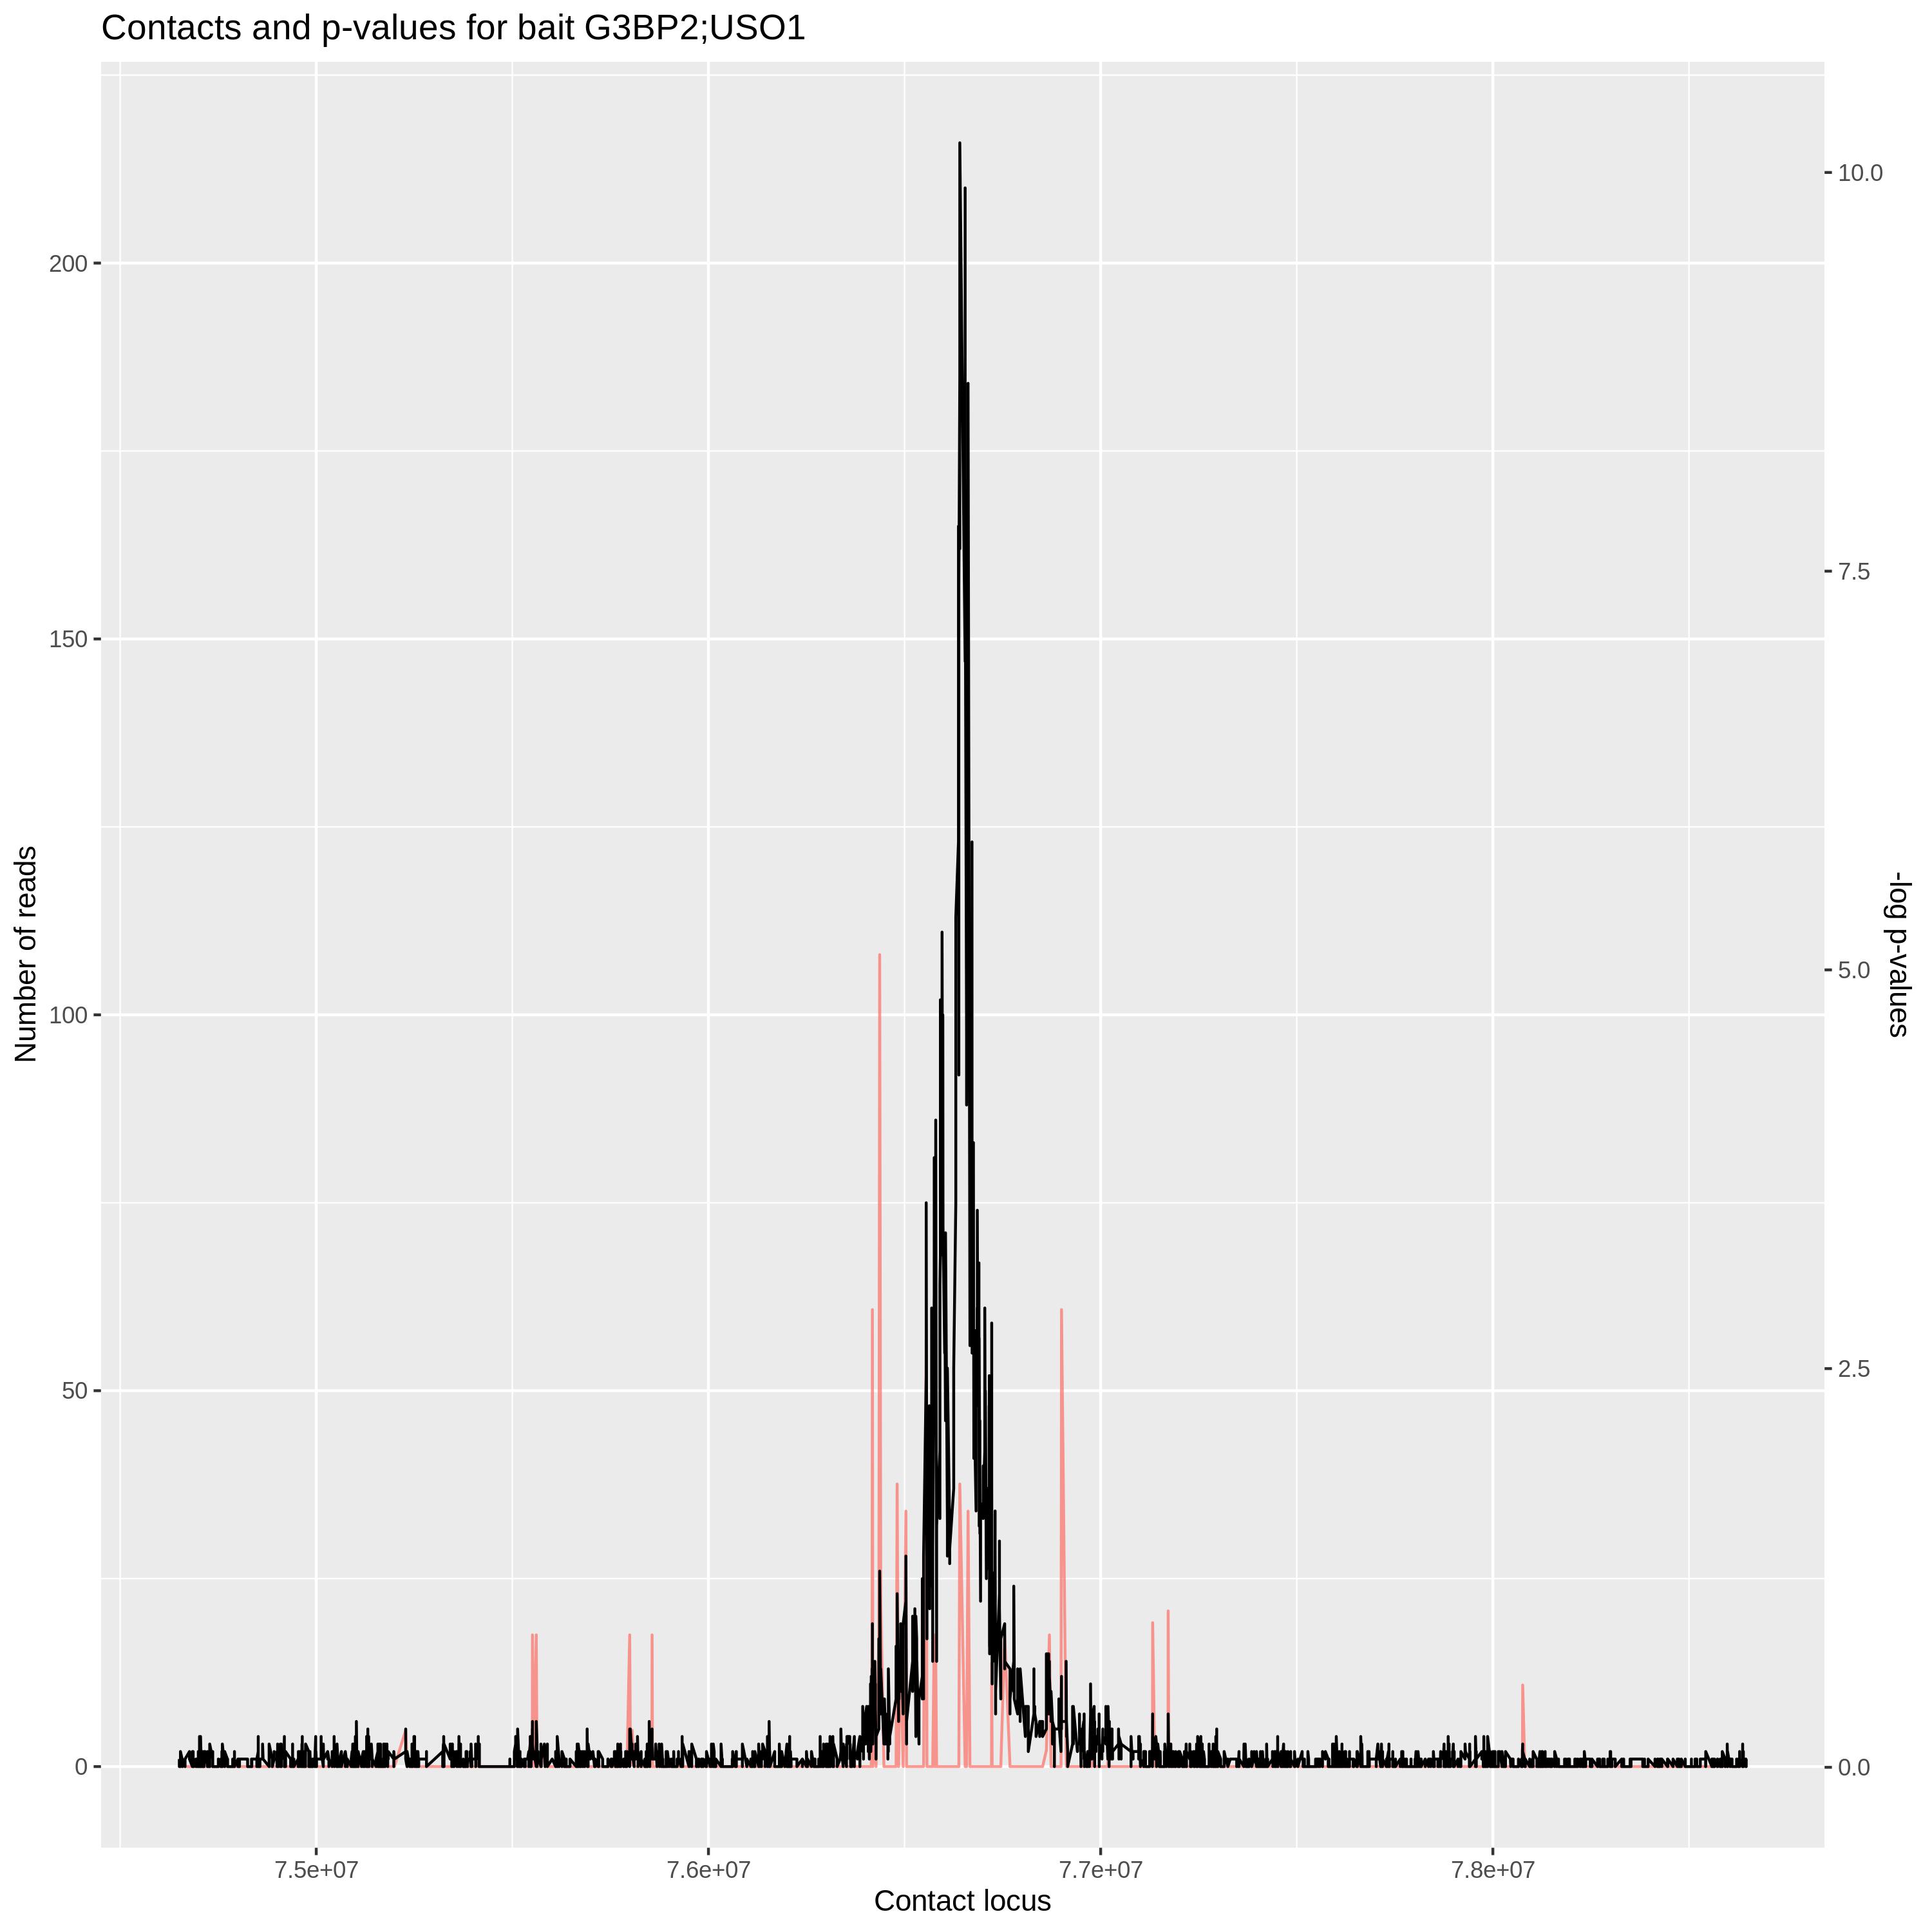 Contacts and p-values for bait G3BP2;USO1
Number of reads
200
150
100
50
0
10.0
7.5
5.0
2.5
0.0
-log p-values
7.5e+07
7.6e+07
7.7e+07
7.8e+07
Contact locus